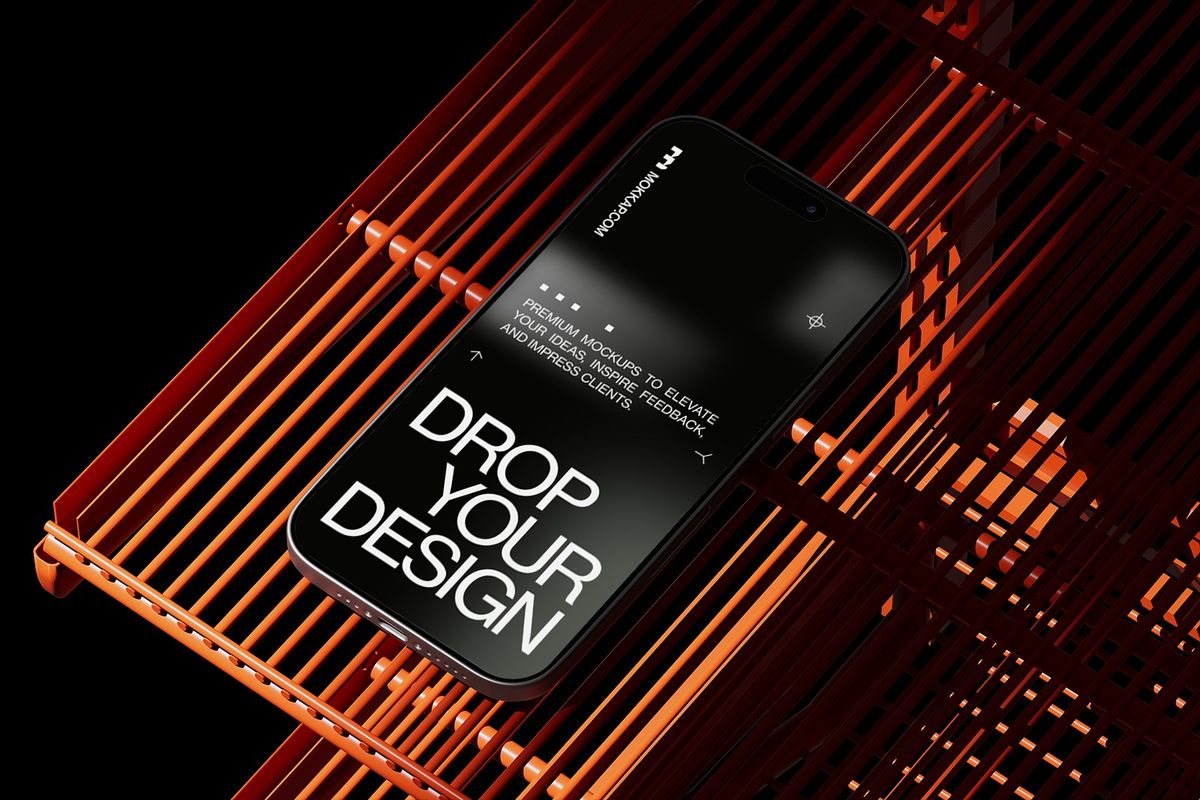 MOKKAP.COM
PREMIUM MOCKUPS TO ELEVATE
YOUR IDEAS, INSPIRE FEEDBACK,
AND IMPRESS CLIENTS.
DROP
YOUR
DESIGN